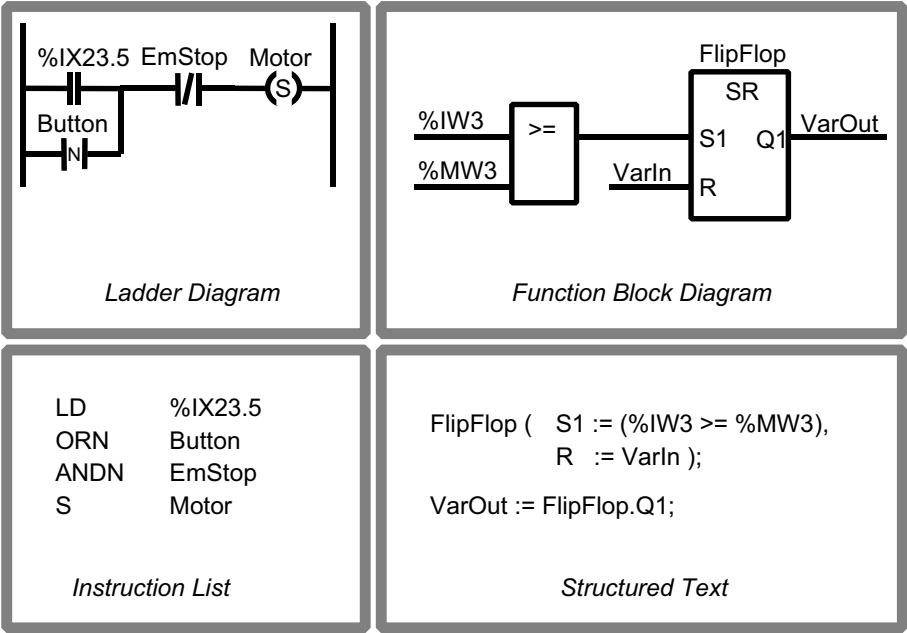 %IX23.5 EmStop Motor
S
Button
N
Ladder Diagram
FlipFlop
SR
%IW3 >= S1 Q1 VarOut
%MW3 VarIn R
Function Block Diagram
LD %IX23.5
ORN Button
ANDN EmStop
S Motor
Instruction List
FlipFlop ( S1 := (%IW3 >= %MW3),
R := VarIn );
VarOut := FlipFlop.Q1;
Structured Text